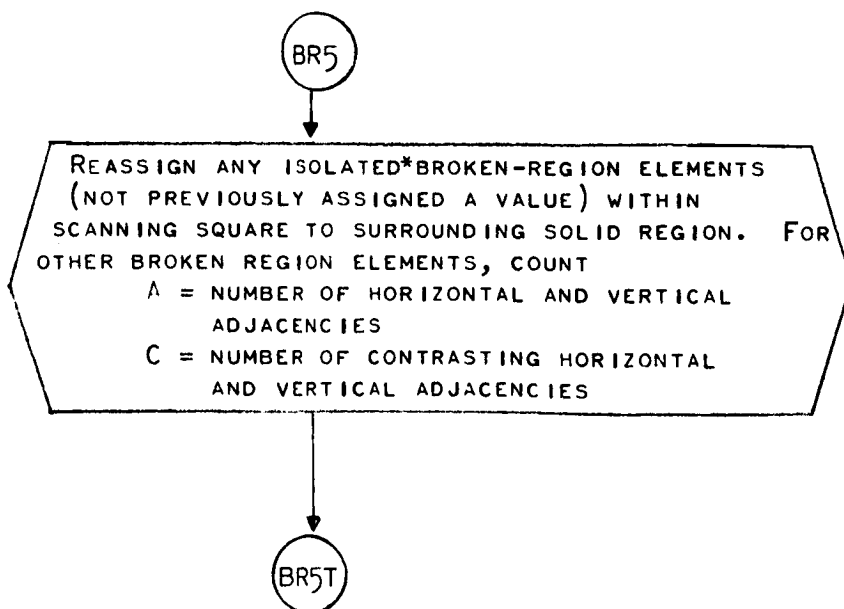 BR5
REASSIGN ANY ISOLATED*BROKEN-REGION ELEMENTS
(NOT PREVIOUSLY ASSIGNED A VALUE) WITHIN
SCANNING SQUARE TO SURROUNDING SOLID REGION. FOR
OTHER BROKEN REGION ELEMENTS, COUNT
A = NUMBER OF HORIZONTAL AND VERTICAL
ADJACENCIES
C = NUMBER OF CONTRASTING HORIZONTAL
AND VERTICAL ADJACENCIES
BR5T